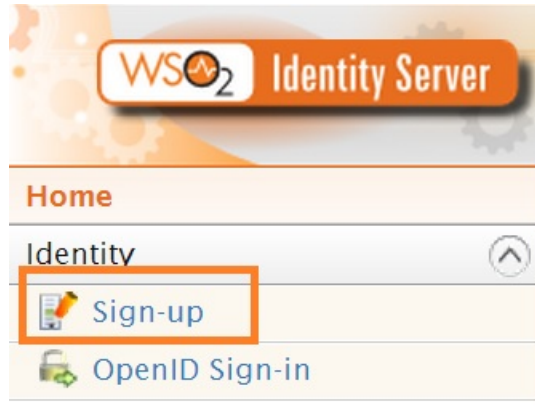 WSO2 Identity Server
Home
Identity
Sign-up
OpenID Sign-in